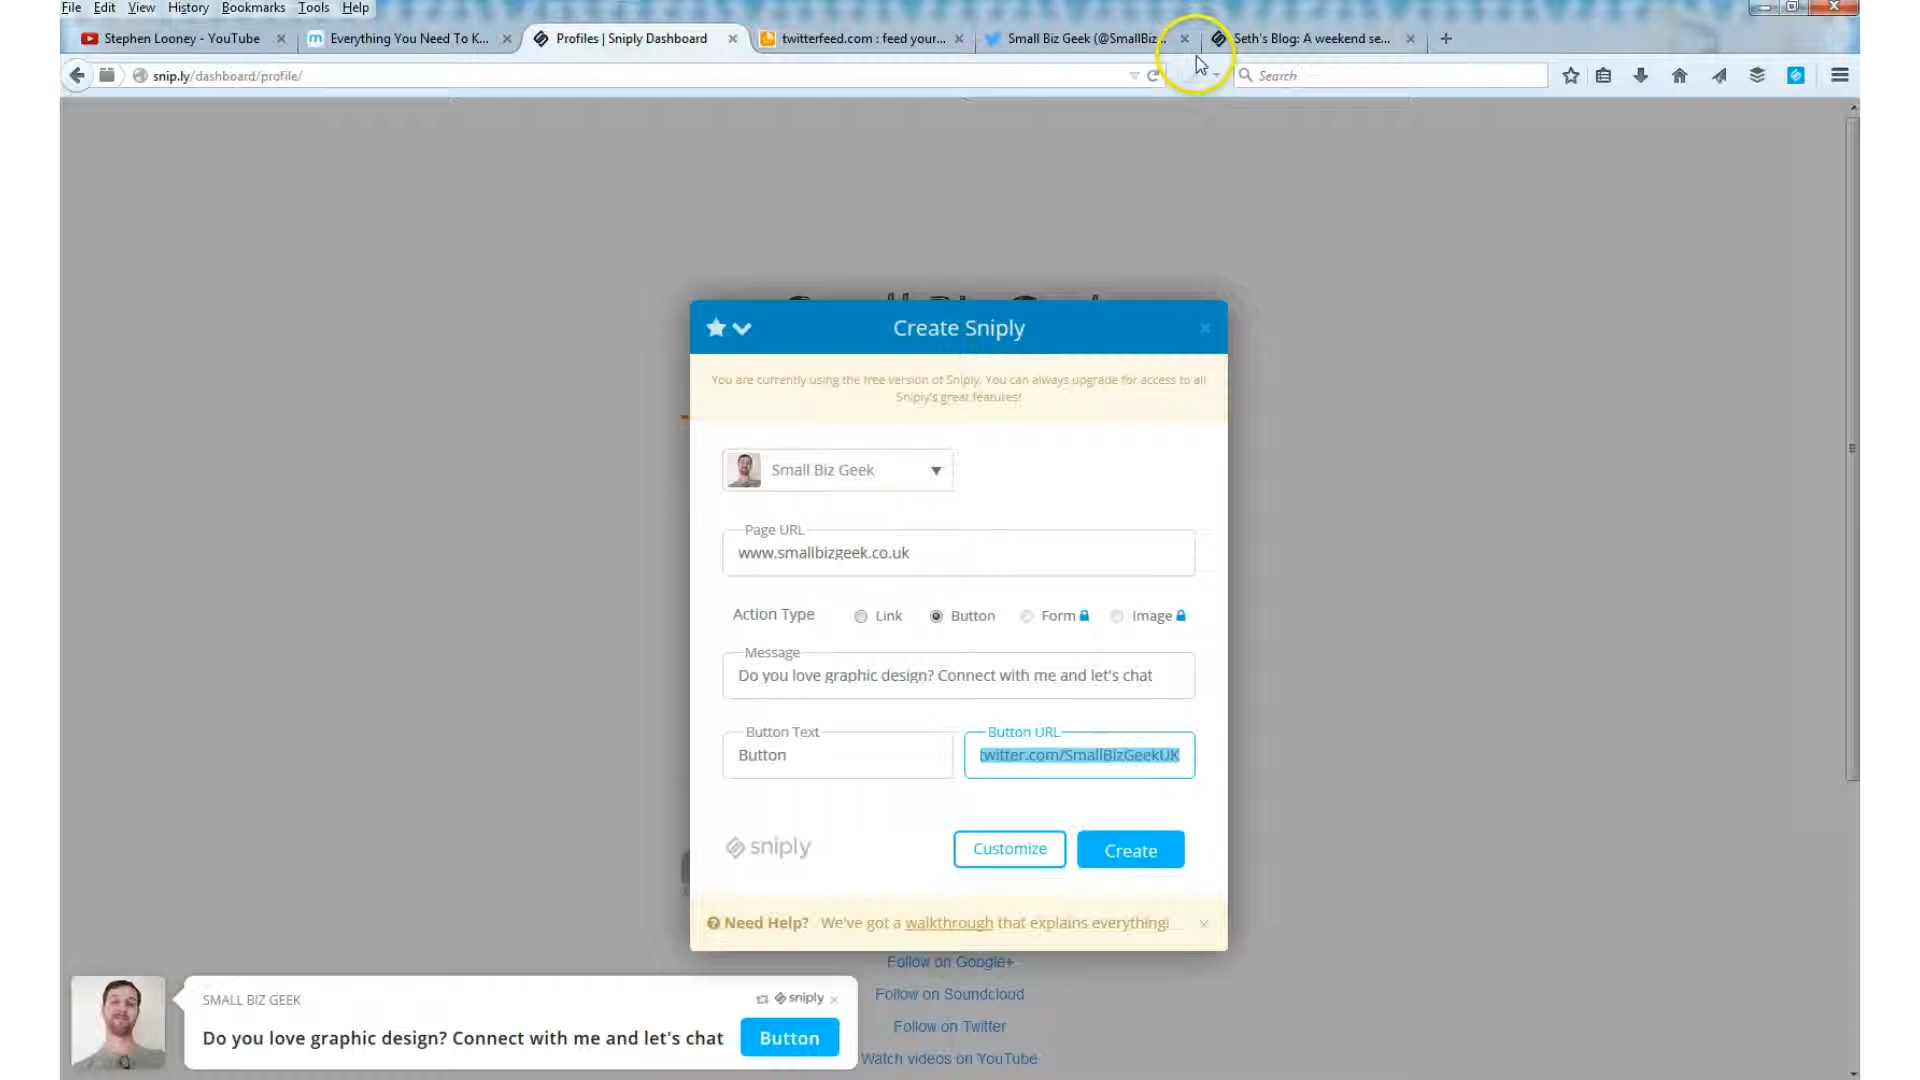 File Edit View History Bookmarks Tools Help
Stephen Looney - YouTube
Everything You Need To K...
Profiles | Sniply Dashboard
twitterfeed.com : feed your...
Small Biz Geek (@SmallBiz...
Seth's Blog: A weekend se...
snip.ly/dashboard/profile/
Search
Create Sniply
You are currently using the free version of Sniply. You can always upgrade for access to all
Sniply's great features!
Small Biz Geek
Page URL
www.smallbizgeek.co.uk
Action Type Link Button Form Image
Message
Do you love graphic design? Connect with me and let's chat
Button Text
Button
Button URL
twitter.com/SmallBizGeekUK
sniply
Customize
Create
Need Help? We've got a walkthrough that explains everything!
Follow on Google+
Follow on Soundcloud
Follow on Twitter
Watch videos on YouTube
SMALL BIZ GEEK
sniply
Do you love graphic design? Connect with me and let's chat
Button